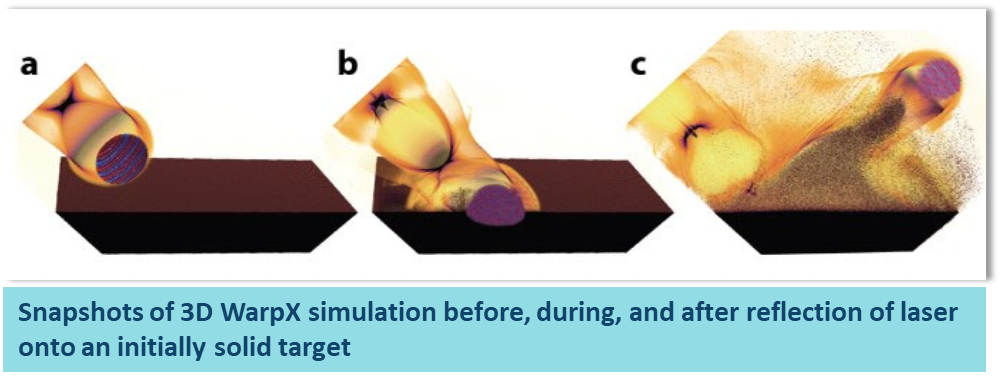 a b c
Snapshots of 3D WarpX simulation before, during, and after reflection of laser
onto an initially solid target